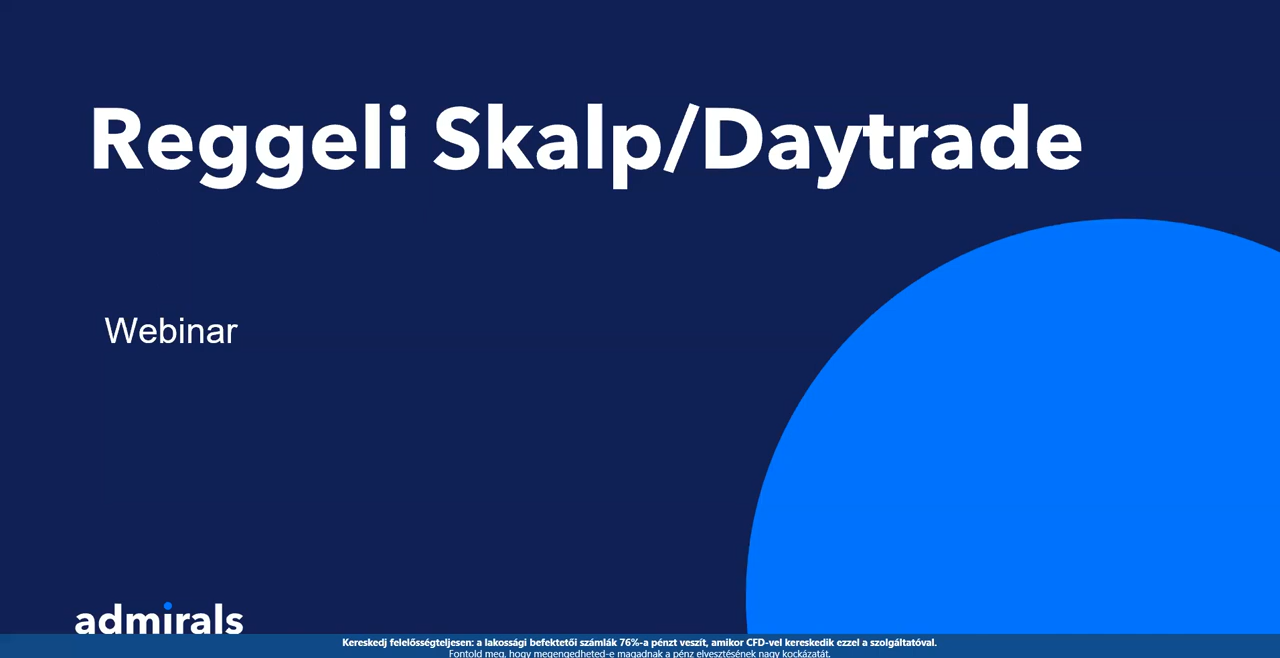 Reggeli Skalp/Daytrade
Webinar
admirals
Kereskedj felelősségteljesen: a lakossági befektetői számlák 76%-a pénzt veszít, amikor CFD-vel kereskedik ezzel a szolgáltatóval.
Fontold meg, hogy megengedheted-e magadnak a pénz elvesztésének nagy kockázatát.